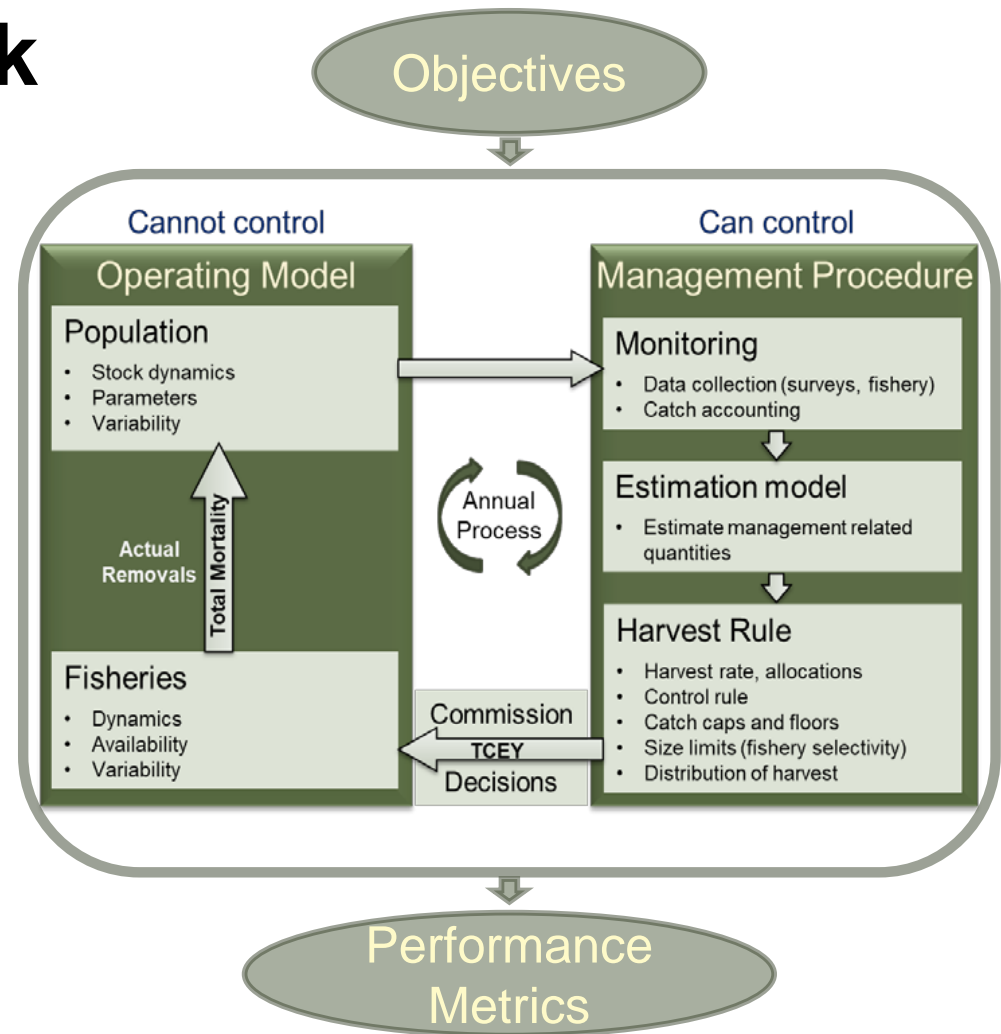 k
Objectives
Cannot control
Operating Model
Population
• Stock dynamics
• Parameters
• Variability
Actual
Removals
Total Mortality
Fisheries
• Dynamics
• Availability
• Variability
Annual
Process
Commission
TCEY
Decisions
Can control
Management Procedure
Monitoring
• Data collection (surveys, fishery)
• Catch accounting
Estimation model
• Estimate management related
quantities
Harvest Rule
• Harvest rate, allocations
• Control rule
• Catch caps and floors
• Size limits (fishery selectivity)
• Distribution of harvest
Performance
Metrics